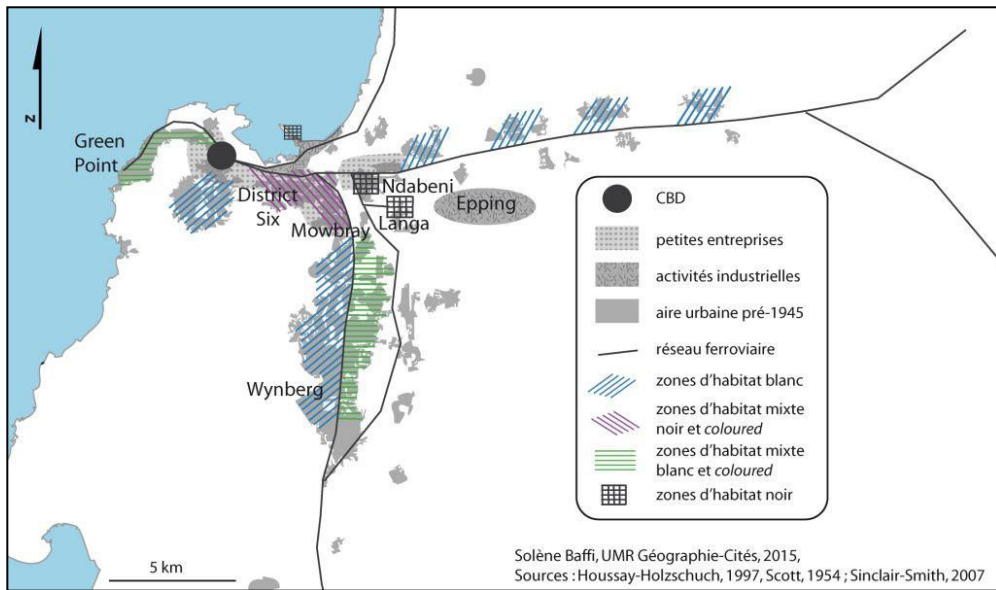 N
Green
Point
District
Six
Mowbray
Ndabeni
Langa
Epping
Wynberg
CBD
petites entreprises
activités industrielles
aire urbaine pré-1945
réseau ferroviaire
zones d'habitat blanc
zones d'habitat mixte
noir et coloured
zones d'habitat mixte
blanc et coloured
zones d'habitat noir
5 km
Solène Baffi, UMR Géographie-Cités, 2015,
Sources : Houssay-Holzschuch, 1997, Scott, 1954 ; Sinclair-Smith, 2007